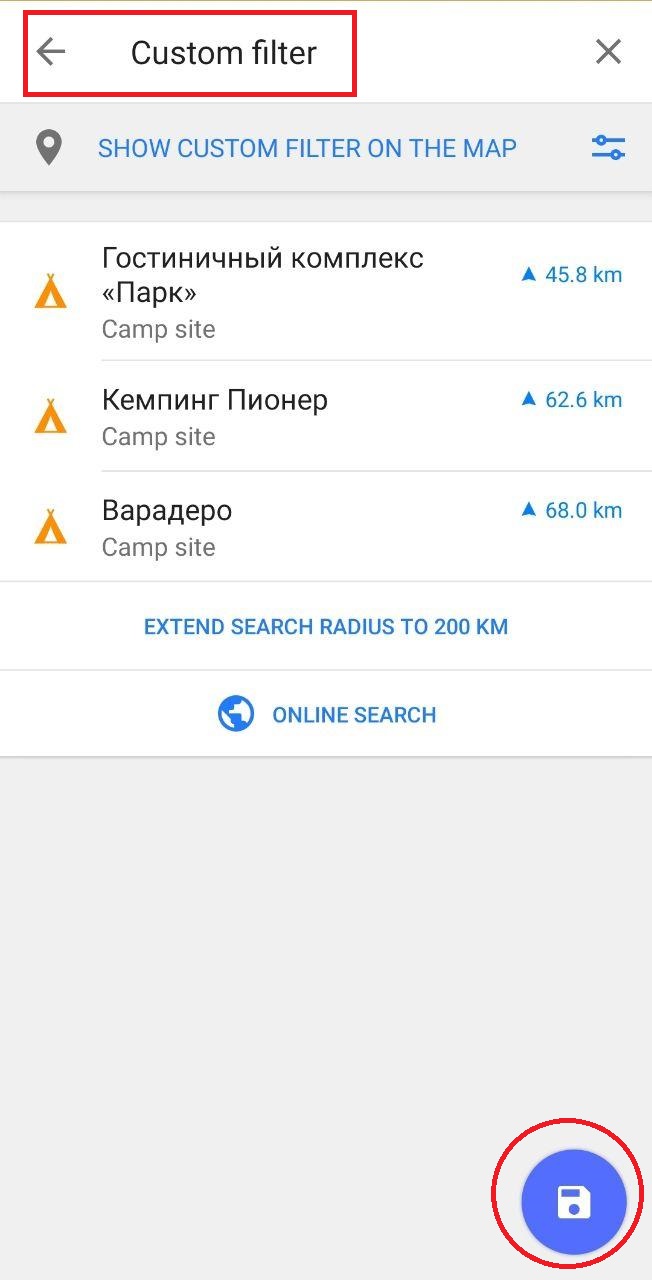 Custom filter
SHOW CUSTOM FILTER ON THE MAP
Гостиничный комплекс
«Парк»
45.8 km
Camp site
Кемпинг Пионер
62.6 km
Camp site
Варадеро
68.0 km
Camp site
EXTEND SEARCH RADIUS TO 200 KM
ONLINE SEARCH